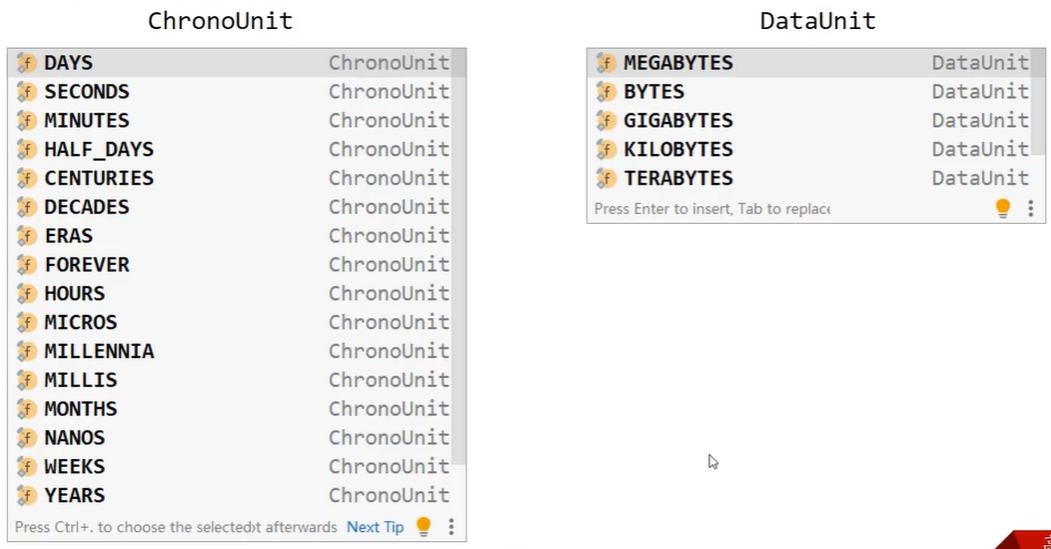 ChronoUnit
DAYS ChronoUnit
SECONDS ChronoUnit
MINUTES ChronoUnit
HALF_DAYS ChronoUnit
CENTURIES ChronoUnit
DECADES ChronoUnit
ERAS ChronoUnit
FOREVER ChronoUnit
HOURS ChronoUnit
MICROS ChronoUnit
MILLENNIA ChronoUnit
MILLIS ChronoUnit
MONTHS ChronoUnit
NANOS ChronoUnit
WEEKS ChronoUnit
YEARS ChronoUnit
Press Ctrl+. to choose the selectedɒt afterwards Next Tip
DataUnit
MEGABYTES DataUnit
BYTES DataUnit
GIGABYTES DataUnit
KILOBYTES DataUnit
TERABYTES DataUnit
Press Enter to insert, Tab to replace